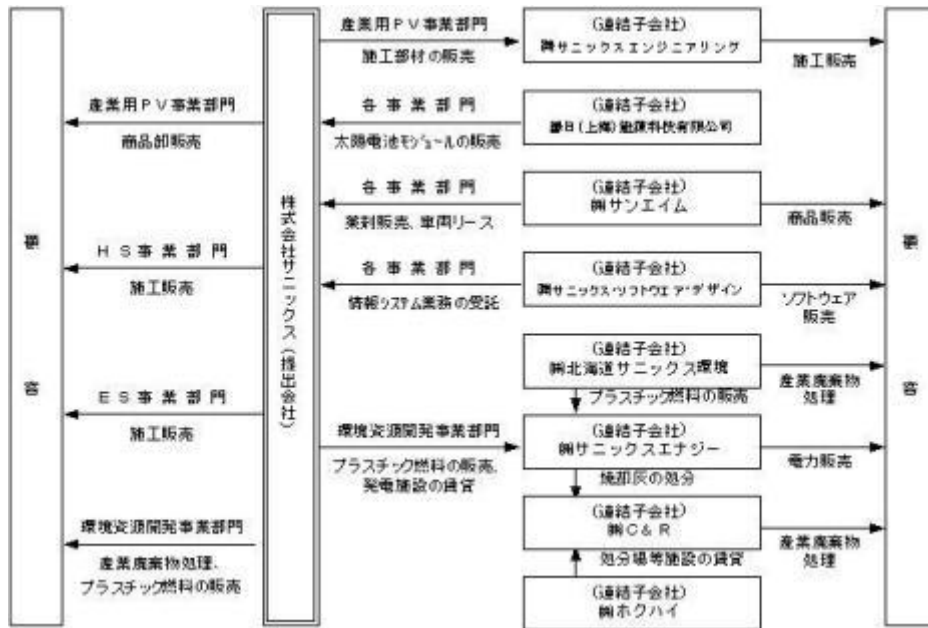 顧客
産業用PV事業部門
商品卸販売
HS事業部門
施工販売
ES事業部門
施工販売
環境資源開発事業部門
産業廃棄物処理、
プラスチック燃料の販売
株式会社サニックス(提出会社)
産業用PV事業部門
施工部材の販売
各事業部門
太陽電池モジュールの販売
各事業部門
薬剤販売、車両リース
各事業部門
情報システム業務の受託
環境資源開発事業部門
プラスチック燃料の販売、
発電施設の賃貸
(連結子会社)
㈱サニックスエンジニアリング
(連結子会社)
(上海)能源科技有限公司
(連結子会社)
㈱サンエイム
(連結子会社)
㈱サニックス・ソフトウエア・デザイン
(連結子会社)
㈱北海道サニックス環境
プラスチック燃料の販売
(連結子会社)
㈱サニックスエナジー
焼却灰の処分
(連結子会社)
㈱C&R
処分場等施設の賃貸
(連結子会社)
㈱ホクハイ
施工販売
商品販売
ソフトウェア
販売
産業廃棄物
処理
電力販売
産業廃棄物
処理
顧客